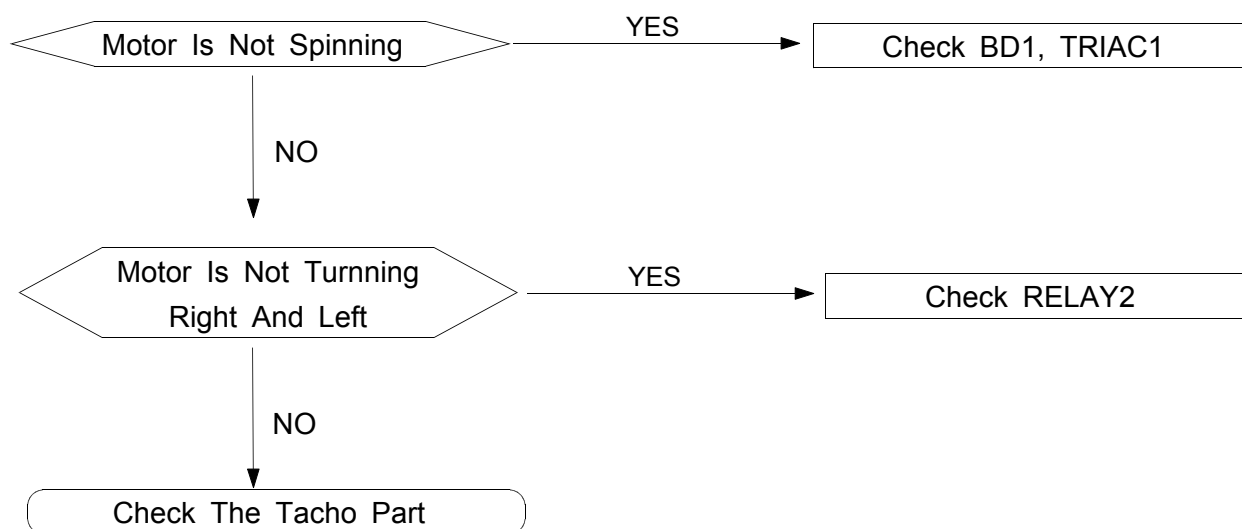 Motor Is Not Spinning
YES
Check BD1, TRIAC1
NO
Motor Is Not Turnning
Right And Left
YES
Check RELAY2
NO
Check The Tacho Part